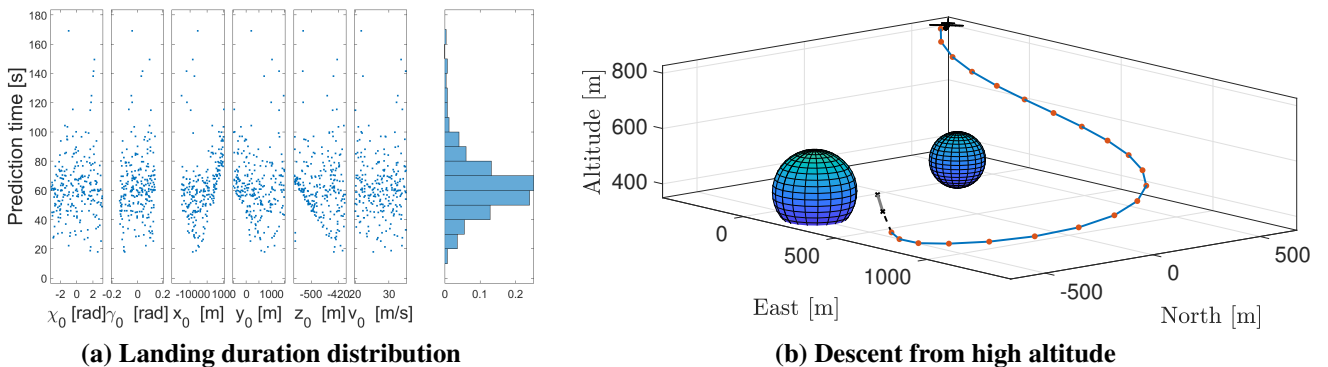 Prediction time [s]
180
160
140
120
100
80
60
40
20
0
-2 0 2 -0.2 0 0.2 -1000 0 1000 0 1000 -500 -420 20 30 0 0.1 0.2
χ0 [rad] γ0 [rad] x0 [m] y0 [m] z0 [m] v0 [m/s]
(a) Landing duration distribution
Altitude [m]
800
600
400
0
500
1000
East [m]
-500
0
500
North [m]
(b) Descent from high altitude